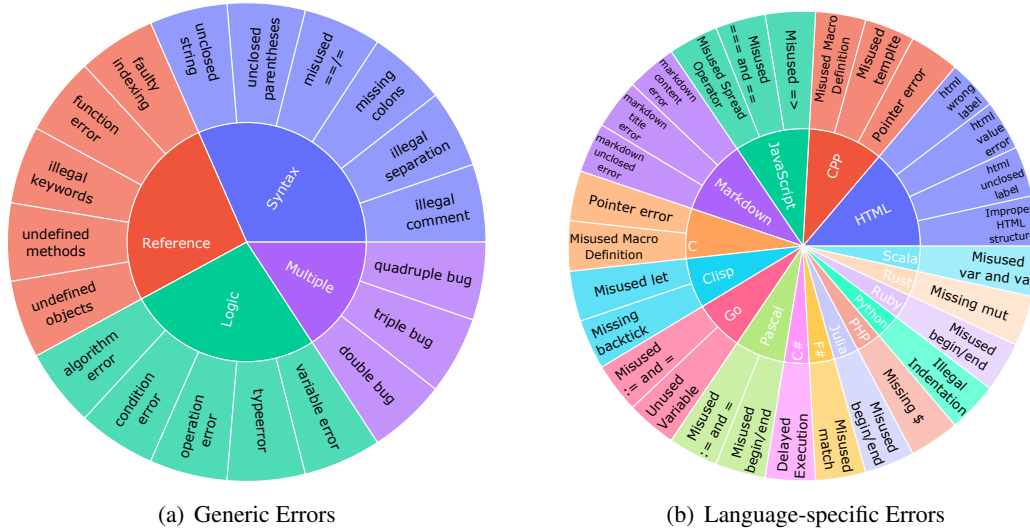 unclosed
string
unclosed
parentheses
misused
==/=
missing
colons
illegal
separation
illegal
comment
Syntax
faulty
indexing
function
error
illegal
keywords
undefined
methods
undefined
objects
Reference
quadruple bug
triple bug
double bug
Multiple
algorithm
error
condition
error
operation
error
typerror
variable error
Logic
(a) Generic Errors
markdown
content
error
markdown
title
error
markdown
unclosed
error
Markdown
Misused Spread
Operator
Misused
=== and ==
Misused =>
JavaScript
Misused Macro
Definition
Misused
templte
Pointer error
CPP
html
wrong
label
html
value
error
html
unclosed
label
Improper
HTML
structure
HTML
Pointer error
Misused Macro
Definition
C
Misused let
Missing
backtick
Clisp
Misused
:= and =
Unused
Variable
Go
Misused
:= and =
Misused
begin/end
Pascal
Delayed
Execution
C#
Misused
match
F#
Misused
begin/end
Julia
Missing $
PHP
Illegal
Indentation
Python
Misused
begin/end
Ruby
Missing mut
Rust
Misused
var and va
Scala
(b) Language-specific Errors